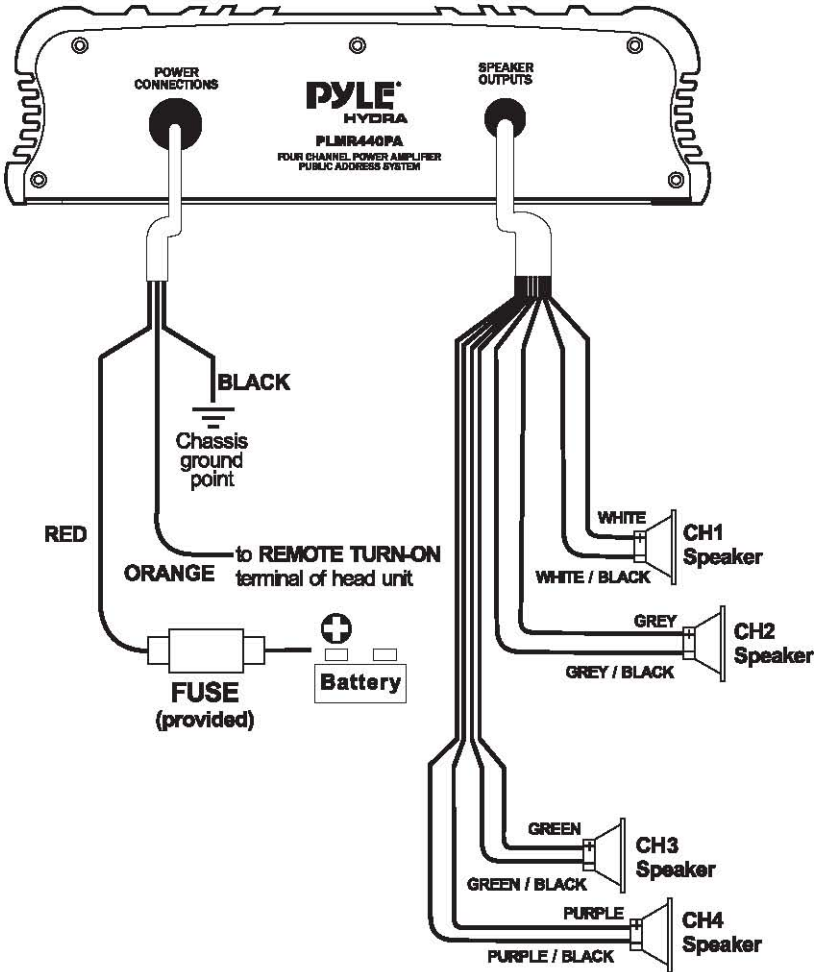 POWER
CONNECTIONS
SPEAKER
OUTPUTS
PYLE
HYDRA
PLMR440PA
FOUR CHANNEL POWER AMPLIFIER
PUBLIC ADDRESS SYSTEM
BLACK
Chassis
ground
point
RED
ORANGE
to REMOTE TURN-ON
terminal of head unit
FUSE
(provided)
+
Battery
WHITE
WHITE / BLACK
+
CH1
Speaker
GREY
GREY / BLACK
+
CH2
Speaker
GREEN
GREEN / BLACK
+
CH3
Speaker
PURPLE
PURPLE / BLACK
+
CH4
Speaker